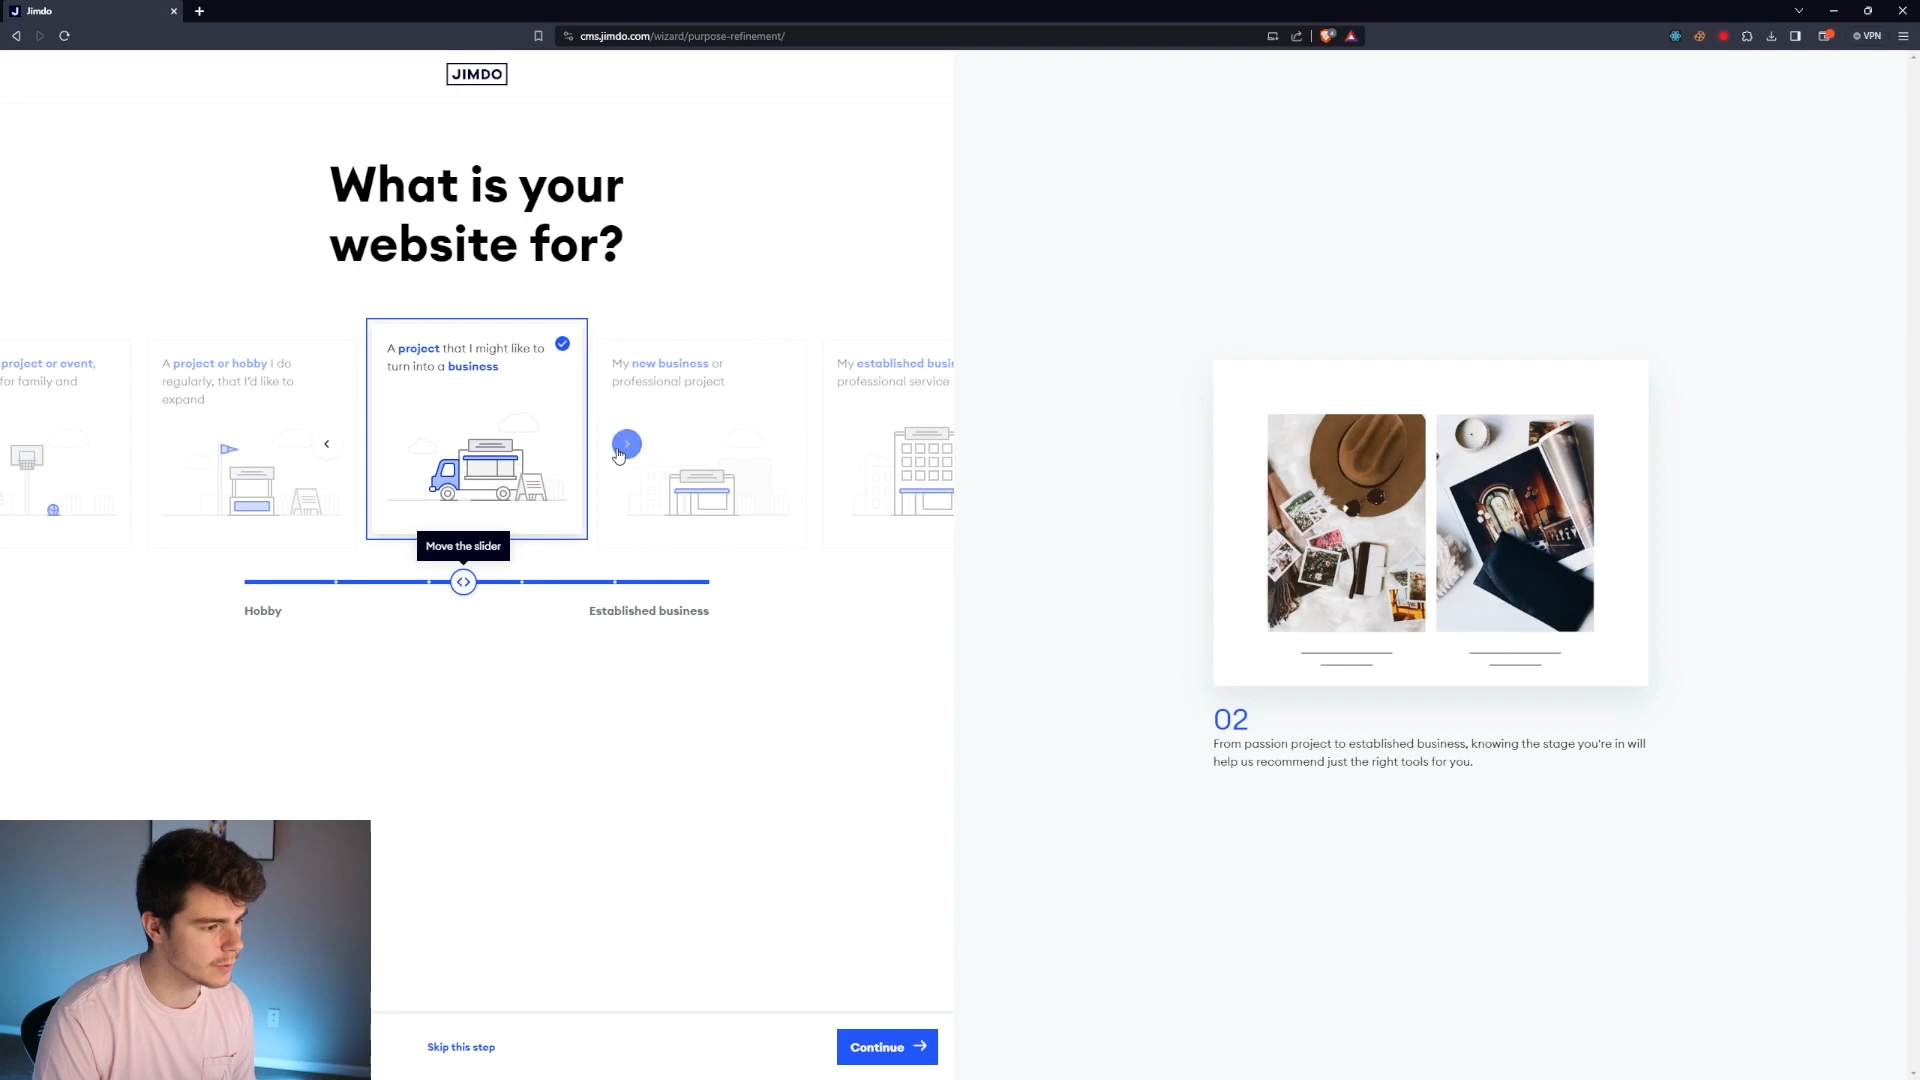 Jimdo
cms.jimdo.com/wizard/purpose-refinement/
VPN
JIMDO
What is your
website for?
project or event,
for family and
A project or hobby I do
regularly, that I'd like to
expand
A project that I might like to
turn into a business
My new business or
professional project
My established busin
professional service
Move the slider
Hobby
Established business
02
From passion project to established business, knowing the stage you're in will
help us recommend just the right tools for you.
Skip this step
Continue